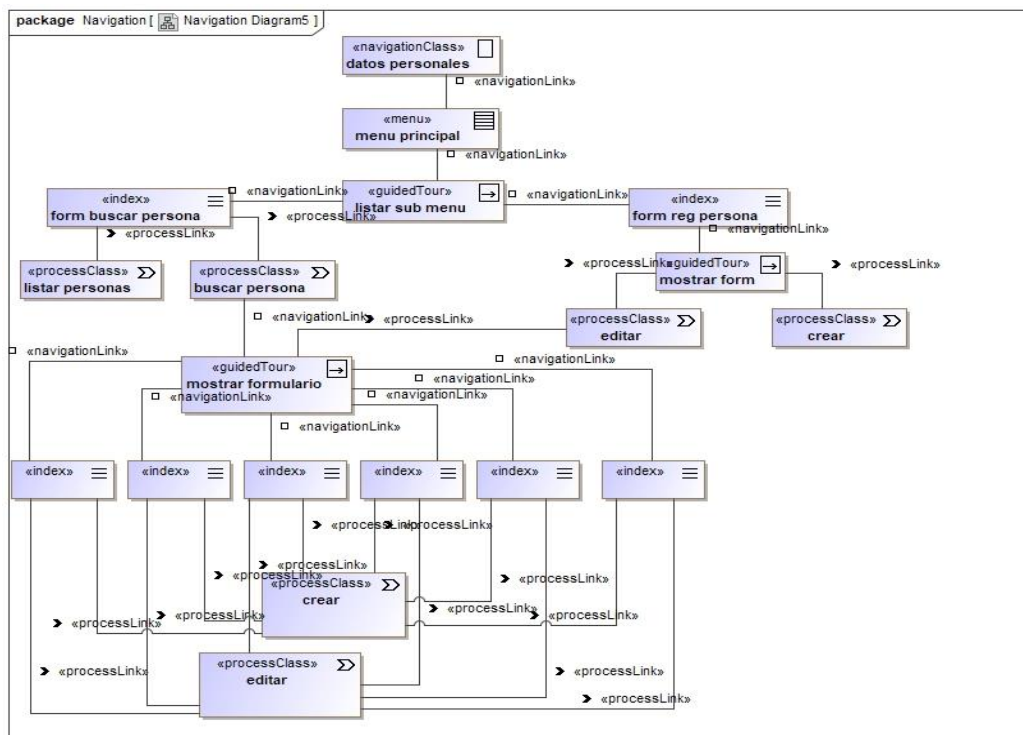 package Navigation [ Navigation Diagram5 ]
«navigationClass»
datos personales
«navigationLink»
«menu»
menu principal
«navigationLink»
«index»
form buscar persona
«navigationLink»
«guidedTour»
listar sub menu
«navigationLink»
«index»
form reg persona
«processLink»
«processLink»
«navigationLink»
«processClass»
listar personas
«processClass»
buscar persona
«processLink»
«guidedTour»
mostrar form
«processLink»
«navigationLink»
«processLink»
«processClass»
editar
«processClass»
crear
«navigationLink»
«guidedTour»
mostrar formulario
«navigationLink»
«navigationLink»
«navigationLink»
«navigationLink»
«navigationLink»
«index»
«index»
«index»
«index»
«index»
«index»
«processLink»
«processLink»
«processLink»
«processLink»
«processLink»
«processClass»
crear
«processLink»
«processLink»
«processLink»
«processLink»
«processClass»
editar
«processLink»
«processLink»
«processLink»